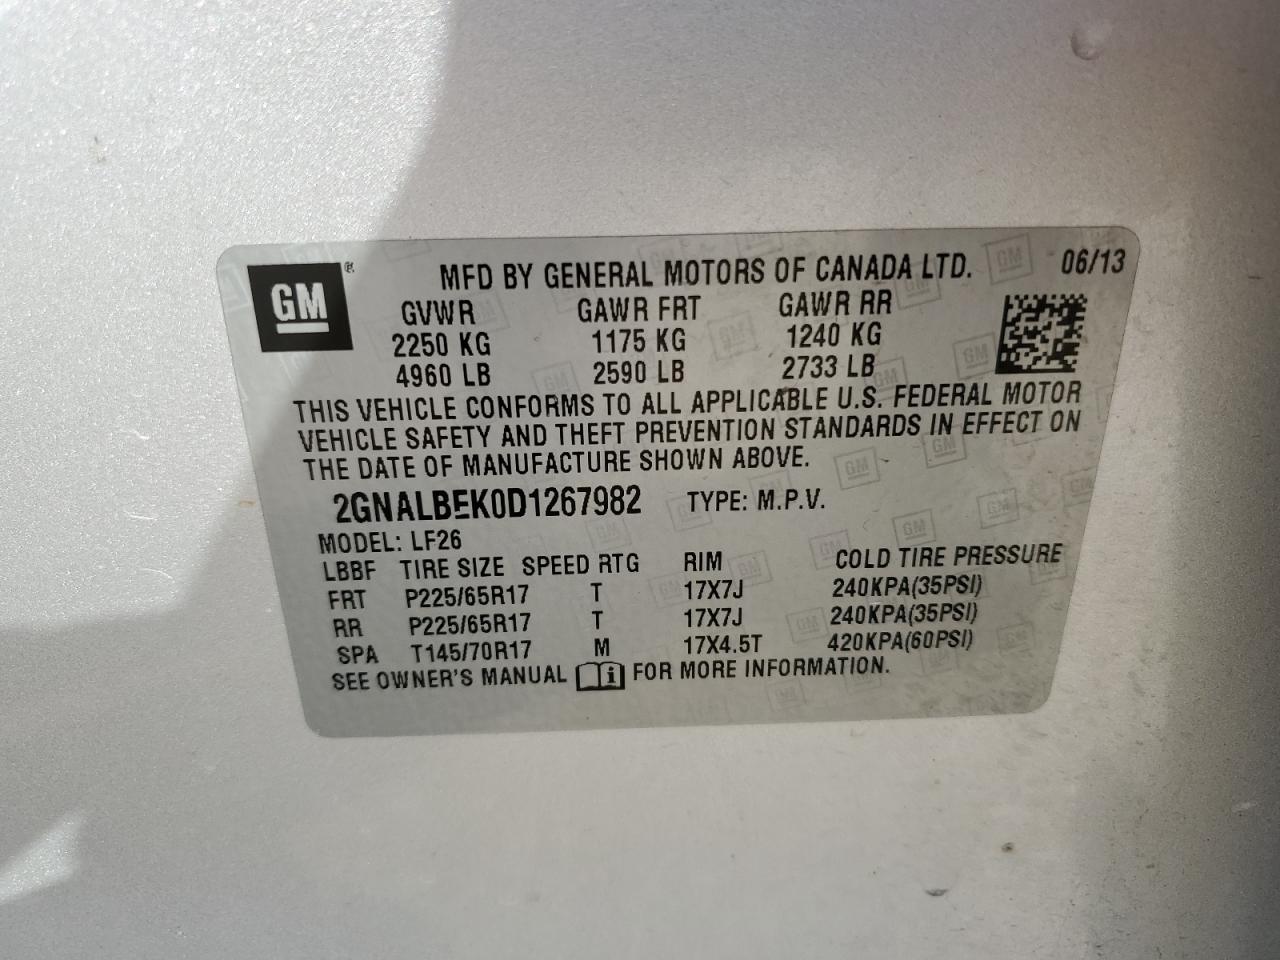 GM ® MFD BY GENERAL MOTORS OF CANADA LTD. 06/13
GVWR GAWR FRT GAWR RR
2250 KG 1175 KG 1240 KG
4960 LB 2590 LB 2733 LB
THIS VEHICLE CONFORMS TO ALL APPLICABLE U.S. FEDERAL MOTOR
VEHICLE SAFETY AND THEFT PREVENTION STANDARDS IN EFFECT ON
THE DATE OF MANUFACTURE SHOWN ABOVE.
2GNALBEK0D1267982 TYPE: M.P.V.
MODEL: LF26
LBBF TIRE SIZE SPEED RTG RIM COLD TIRE PRESSURE
FRT P225/65R17 T 17X7J 240KPA(35PSI)
RR P225/65R17 T 17X7J 240KPA(35PSI)
SPA T145/70R17 M 17X4.5T 420KPA(60PSI)
SEE OWNER'S MANUAL i FOR MORE INFORMATION.